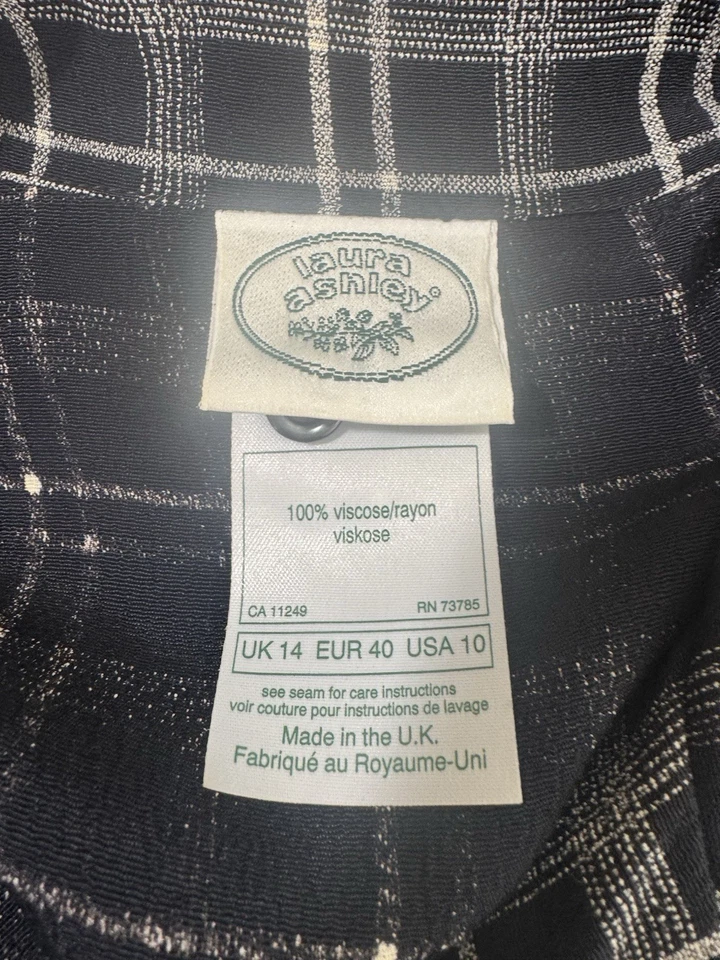 laura
ashley®
100% viscose/rayon
viskose
CA 11249 RN 73785
UK 14 EUR 40 USA 10
see seam for care instructions
voir couture pour instructions de lavage
Made in the U.K.
Fabriqué au Royaume-Uni